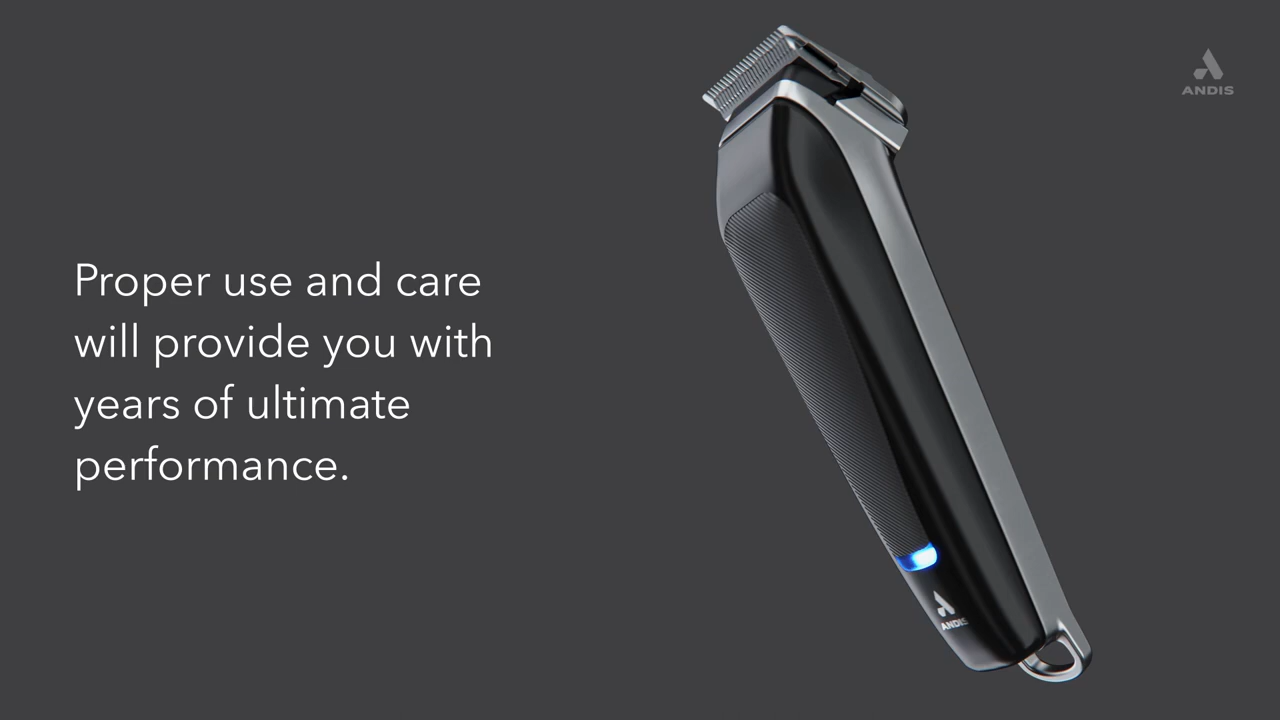 ANDIS
Proper use and care
will provide you with
years of ultimate
performance.
ANDIS